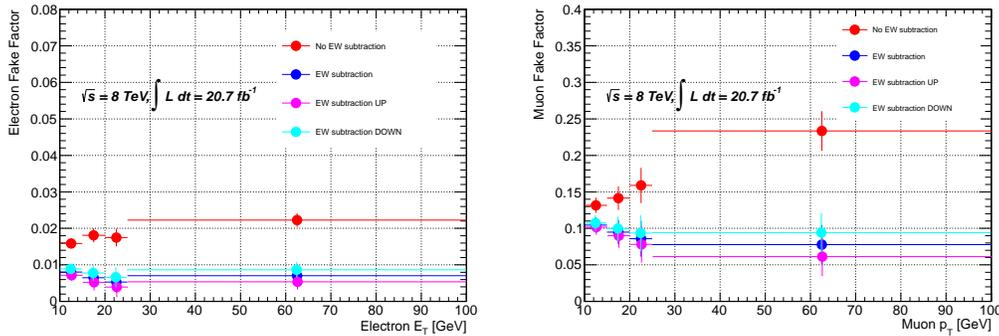 Electron Fake Factor
0.08
0.07
0.06
0.05
0.04
0.03
0.02
0.01
0
No EW subtraction
EW subtraction
EW subtraction UP
EW subtraction DOWN
√s = 8 TeV, ∫ L dt = 20.7 fb⁻¹
10 20 30 40 50 60 70 80 90 100
Electron E_T [GeV]
Muon Fake Factor
0.4
0.35
0.3
0.25
0.2
0.15
0.1
0.05
0
No EW subtraction
EW subtraction
EW subtraction UP
EW subtraction DOWN
√s = 8 TeV, ∫ L dt = 20.7 fb⁻¹
10 20 30 40 50 60 70 80 90 100
Muon p_T [GeV]